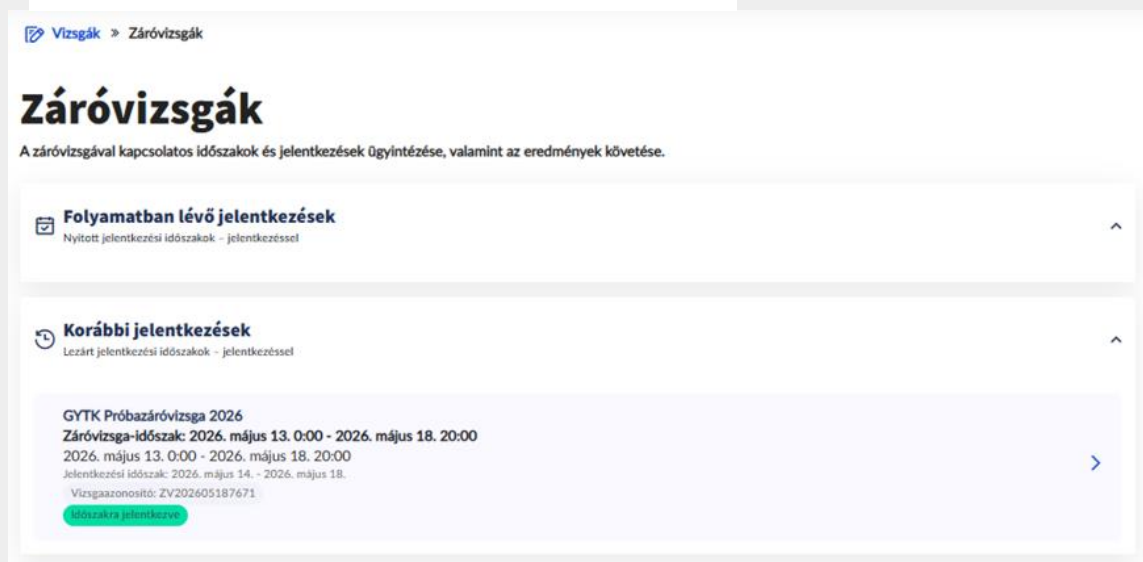 Vizsgák » Záróvizsgák
Záróvizsgák
A záróvizsgával kapcsolatos időszakok és jelentkezések ügyintézése, valamint az eredmények követése.
Folyamatban lévő jelentkezések
Nyitott jelentkezési időszakok – jelentkezéssel
Korábbi jelentkezések
Lezárt jelentkezési időszakok – jelentkezéssel
GYTK Próbazáróvizsga 2026
Záróvizsga-időszak: 2026. május 13. 0:00 - 2026. május 18. 20:00
2026. május 13. 0:00 - 2026. május 18. 20:00
Jelentkezési időszak: 2026. május 14. - 2026. május 18.
Vizsgaazonosító: ZV202605187671
Időszakra jelentkezve